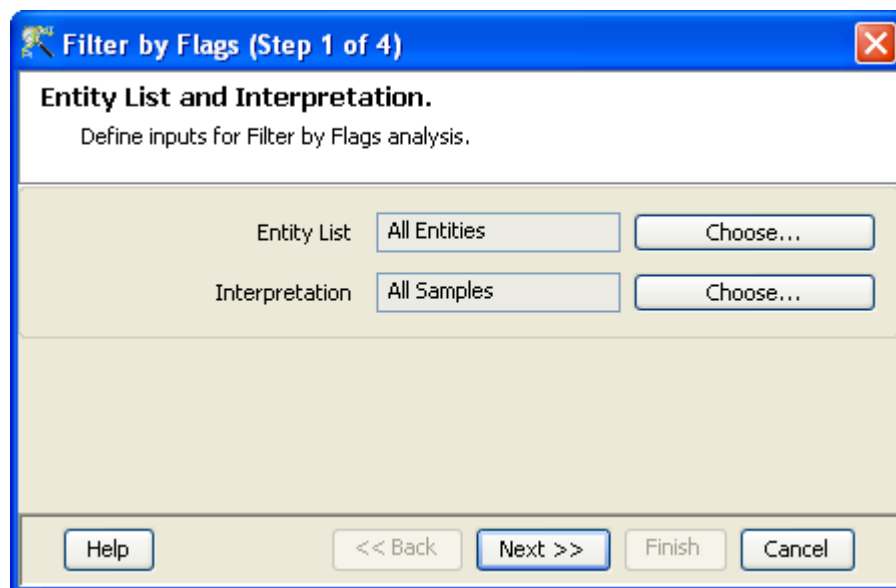 Filter by Flags (Step 1 of 4)
Entity List and Interpretation.
Define inputs for Filter by Flags analysis.
Entity List All Entities Choose...
Interpretation All Samples Choose...
Help << Back Next >> Finish Cancel